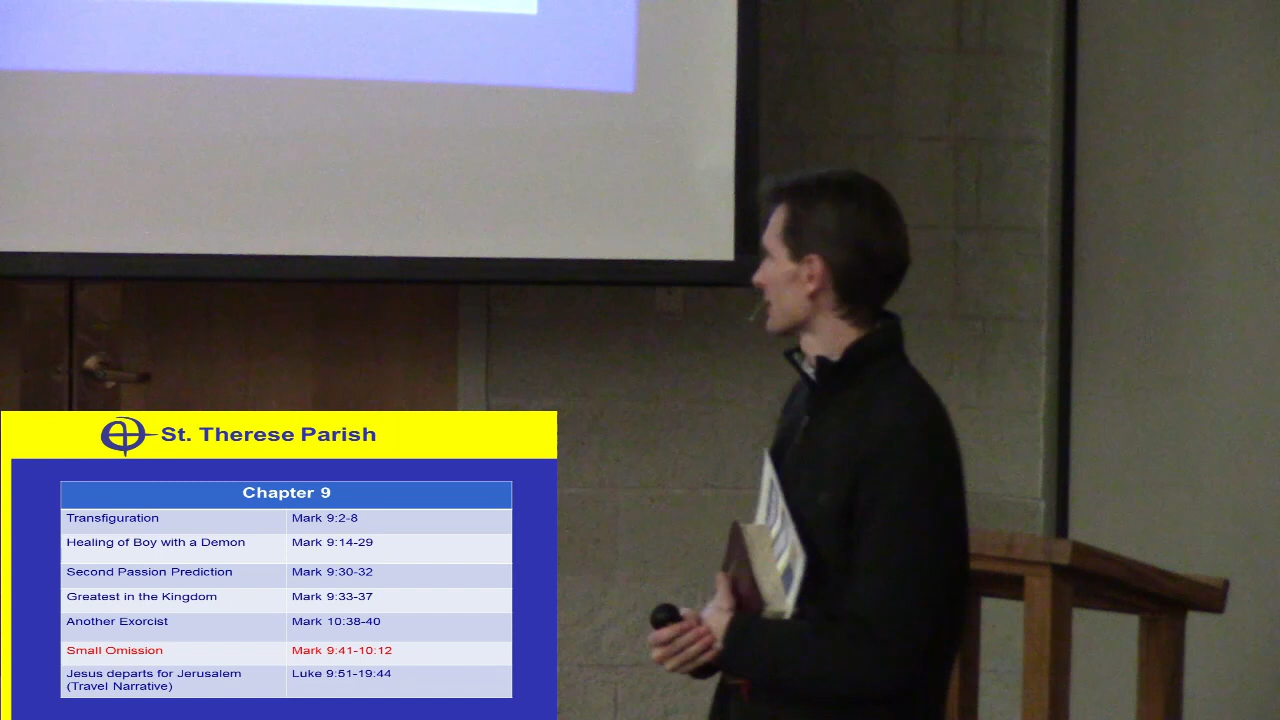 St. Therese Parish
Chapter 9
Transfiguration Mark 9:2-8
Healing of Boy with a Demon Mark 9:14-29
Second Passion Prediction Mark 9:30-32
Greatest in the Kingdom Mark 9:33-37
Another Exorcist Mark 10:38-40
Small Omission Mark 9:41-10:12
Jesus departs for Jerusalem Luke 9:51-19:44
(Travel Narrative)